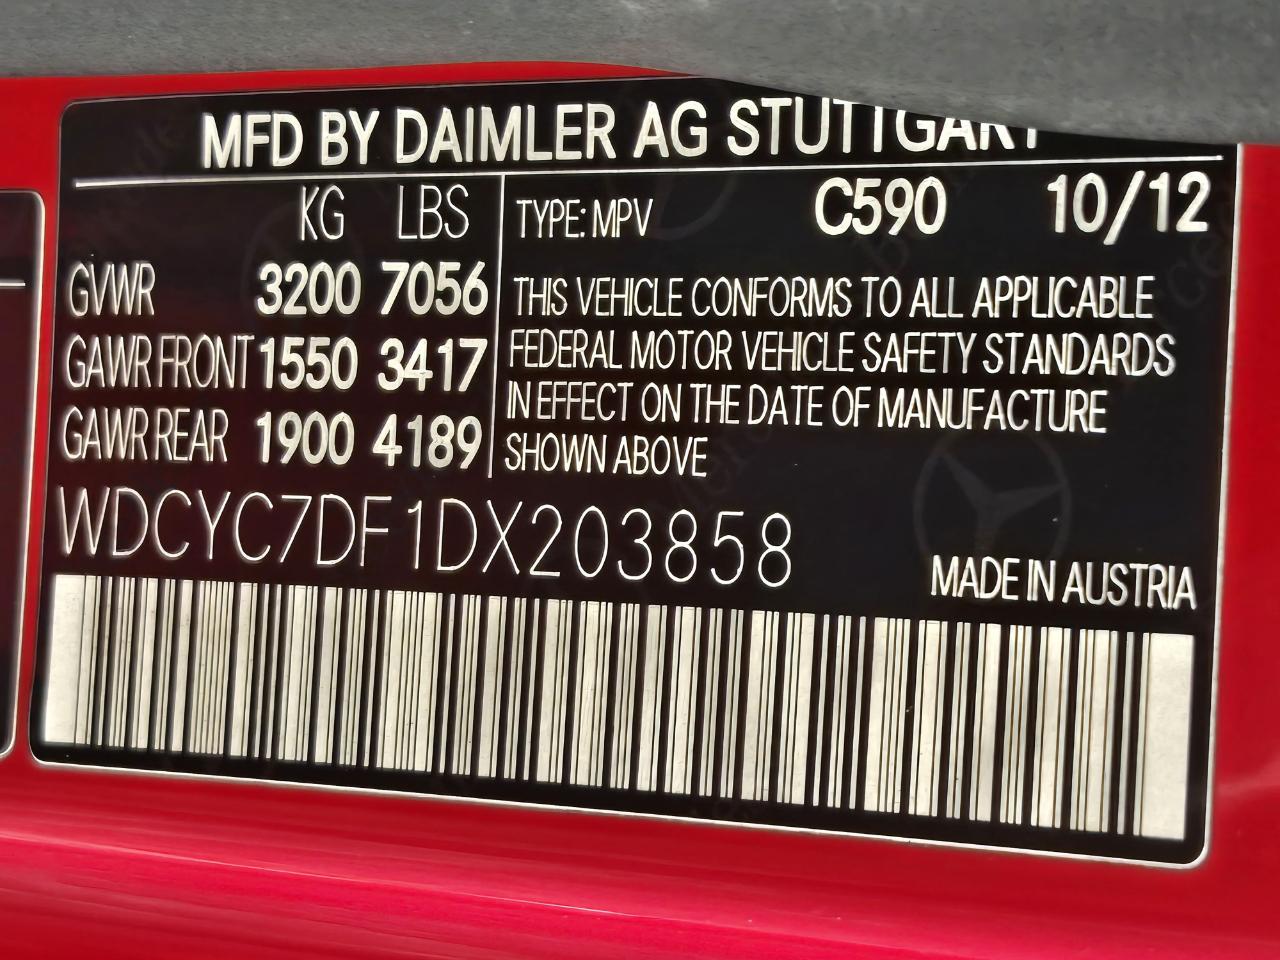 MFD BY DAIMLER AG STUTTGART
KG LBS
GVWR 3200 7056
GAWR FRONT 1550 3417
GAWR REAR 1900 4189
TYPE: MPV C590 10/12
THIS VEHICLE CONFORMS TO ALL APPLICABLE
FEDERAL MOTOR VEHICLE SAFETY STANDARDS
IN EFFECT ON THE DATE OF MANUFACTURE
SHOWN ABOVE
WDCYC7DF1DX203858
MADE IN AUSTRIA